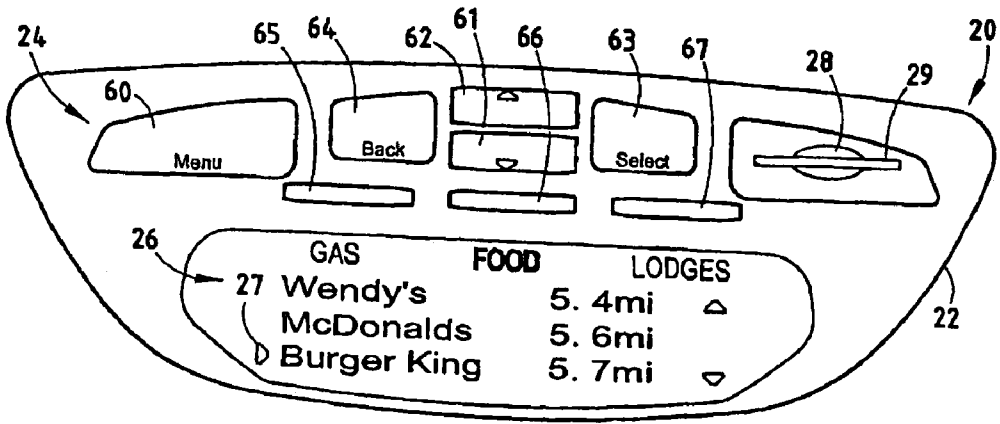 24
65
64
62
61
66
63
67
28
29
20
60
Menu
Back
Select
26
27
22
GAS FOOD LODGES
Wendy's 5. 4mi
McDonalds 5. 6mi
Burger King 5. 7mi